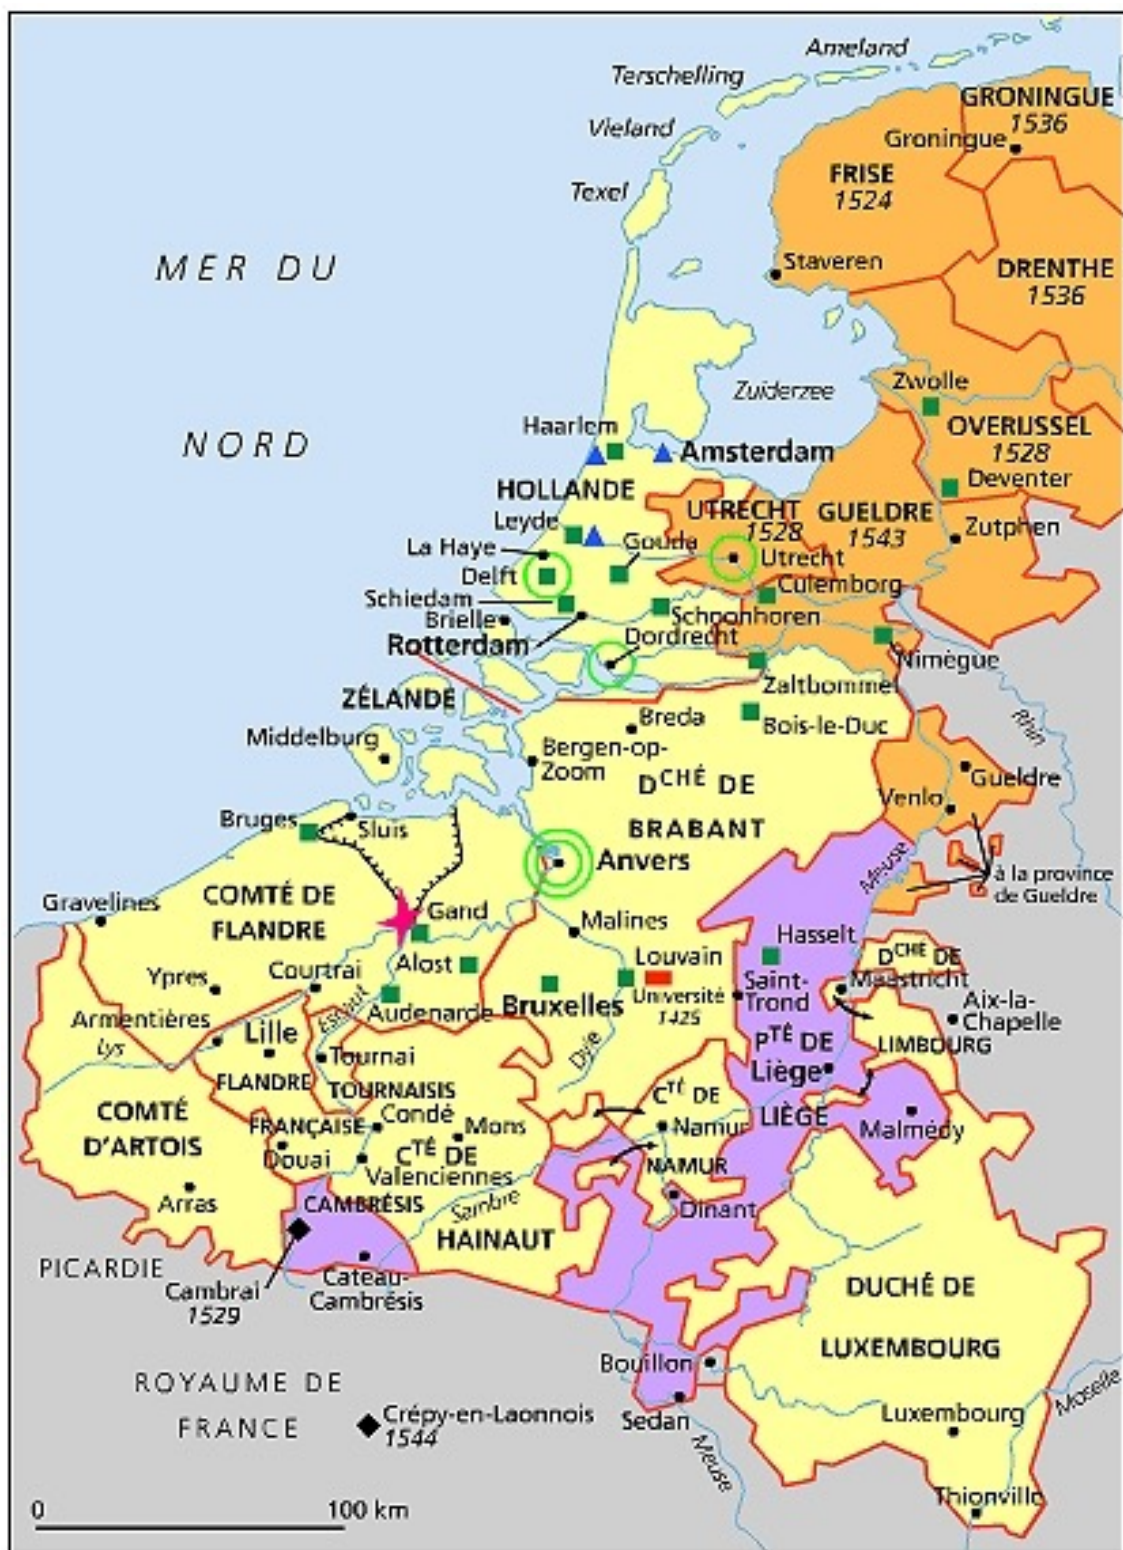 Ameland
Terschelling
Vieland
Texel
GRONINGUE
1536
Groningue
FRISE
1524
MER DU
NORD
Staveren
DRENTHE
1536
Zuiderzee
Zwolle
OVERIJSSEL
1528
Deventer
Haarlem
Amsterdam
HOLLANDE
UTRECHT
1528
GUELDRE
1543
Zutphen
Leyde
La Haye
Gouda
Utrecht
Delft
Culemborg
Schiedam
Schoonhoren
Brielle
Rotterdam
Dordrecht
Nimègue
Zaltbommel
ZÉLANDE
Breda
Bois-le-Duc
Rhin
Middelburg
Bergen-op-
Zoom
DCHÉ DE
BRABANT
Gueldre
Venlo
Bruges
Sluis
Anvers
Meuse
à la province
de Gueldre
Gravelines
COMTÉ DE
FLANDRE
Gand
Malines
Hasselt
Ypres
Courtrai
Alost
Louvain
Université
1425
Saint-
Trond
DCHÉ DE
Maastricht
Aix-la-
Chapelle
LIMBOURG
Armentières
Lys
Escaut
Audenarde
Bruxelles
Dyle
PTÉ DE
Liège
LIÈGE
Lille
FLANDRE
FRANÇAISE
Tournai
TOURNAISIS
COMTÉ
D'ARTOIS
Condé
Mons
CTÉ DE
NAMUR
Namur
Malmédy
Douai
CTÉ DE
HAINAUT
Valenciennes
Arras
CAMBRÉSIS
Sambre
Dinant
PICARDIE
Cambrai
1529
Cateau-
Cambrésis
DUCHÉ DE
LUXEMBOURG
ROYAUME DE
FRANCE
Crépy-en-Laonnois
1544
Bouillon
Sedan
Meuse
Moselle
Luxembourg
Thionville
0 100 km